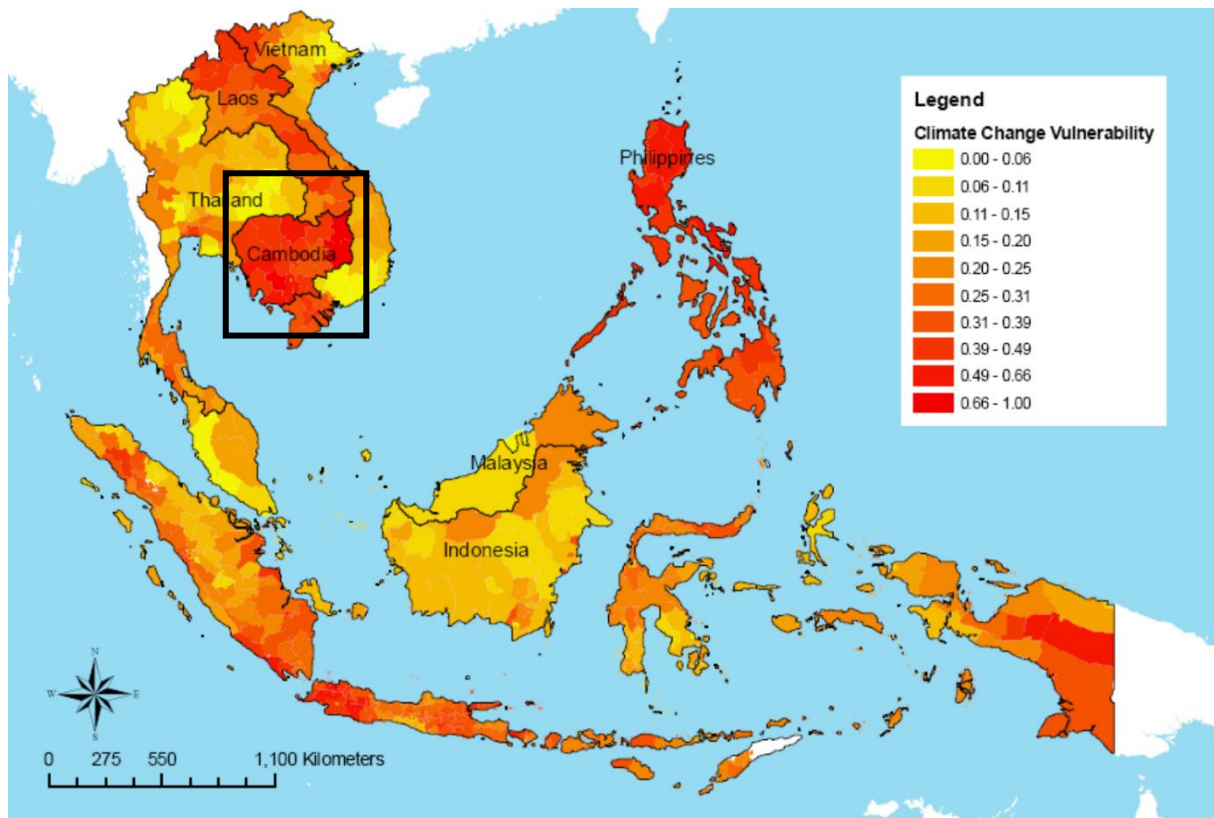 Vietnam
Laos
Thailand
Cambodia
Philippines
Malaysia
Indonesia
Legend
Climate Change Vulnerability
0.00 - 0.06
0.06 - 0.11
0.11 - 0.15
0.15 - 0.20
0.20 - 0.25
0.25 - 0.31
0.31 - 0.39
0.39 - 0.49
0.49 - 0.66
0.66 - 1.00
N
W E
S
0 275 550 1,100 Kilometers